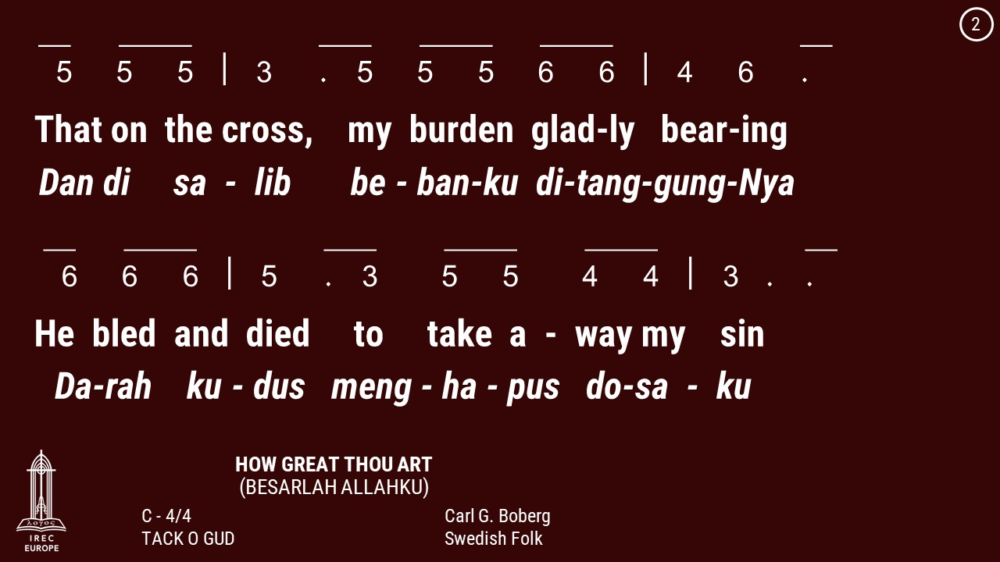 2
5 5 5 | 3 . 5 5 5 6 6 | 4 6 .
That on the cross, my burden glad-ly bear-ing
Dan di sa - lib be - ban-ku di-tang-gung-Nya
6 6 6 | 5 . 3 5 5 4 4 | 3 . .
He bled and died to take a - way my sin
Da-rah ku - dus meng - ha - pus do-sa - ku
HOW GREAT THOU ART
(BESARLAH ALLAHKU)
C - 4/4 Carl G. Boberg
TACK O GUD Swedish Folk
λογος
IREC
EUROPE